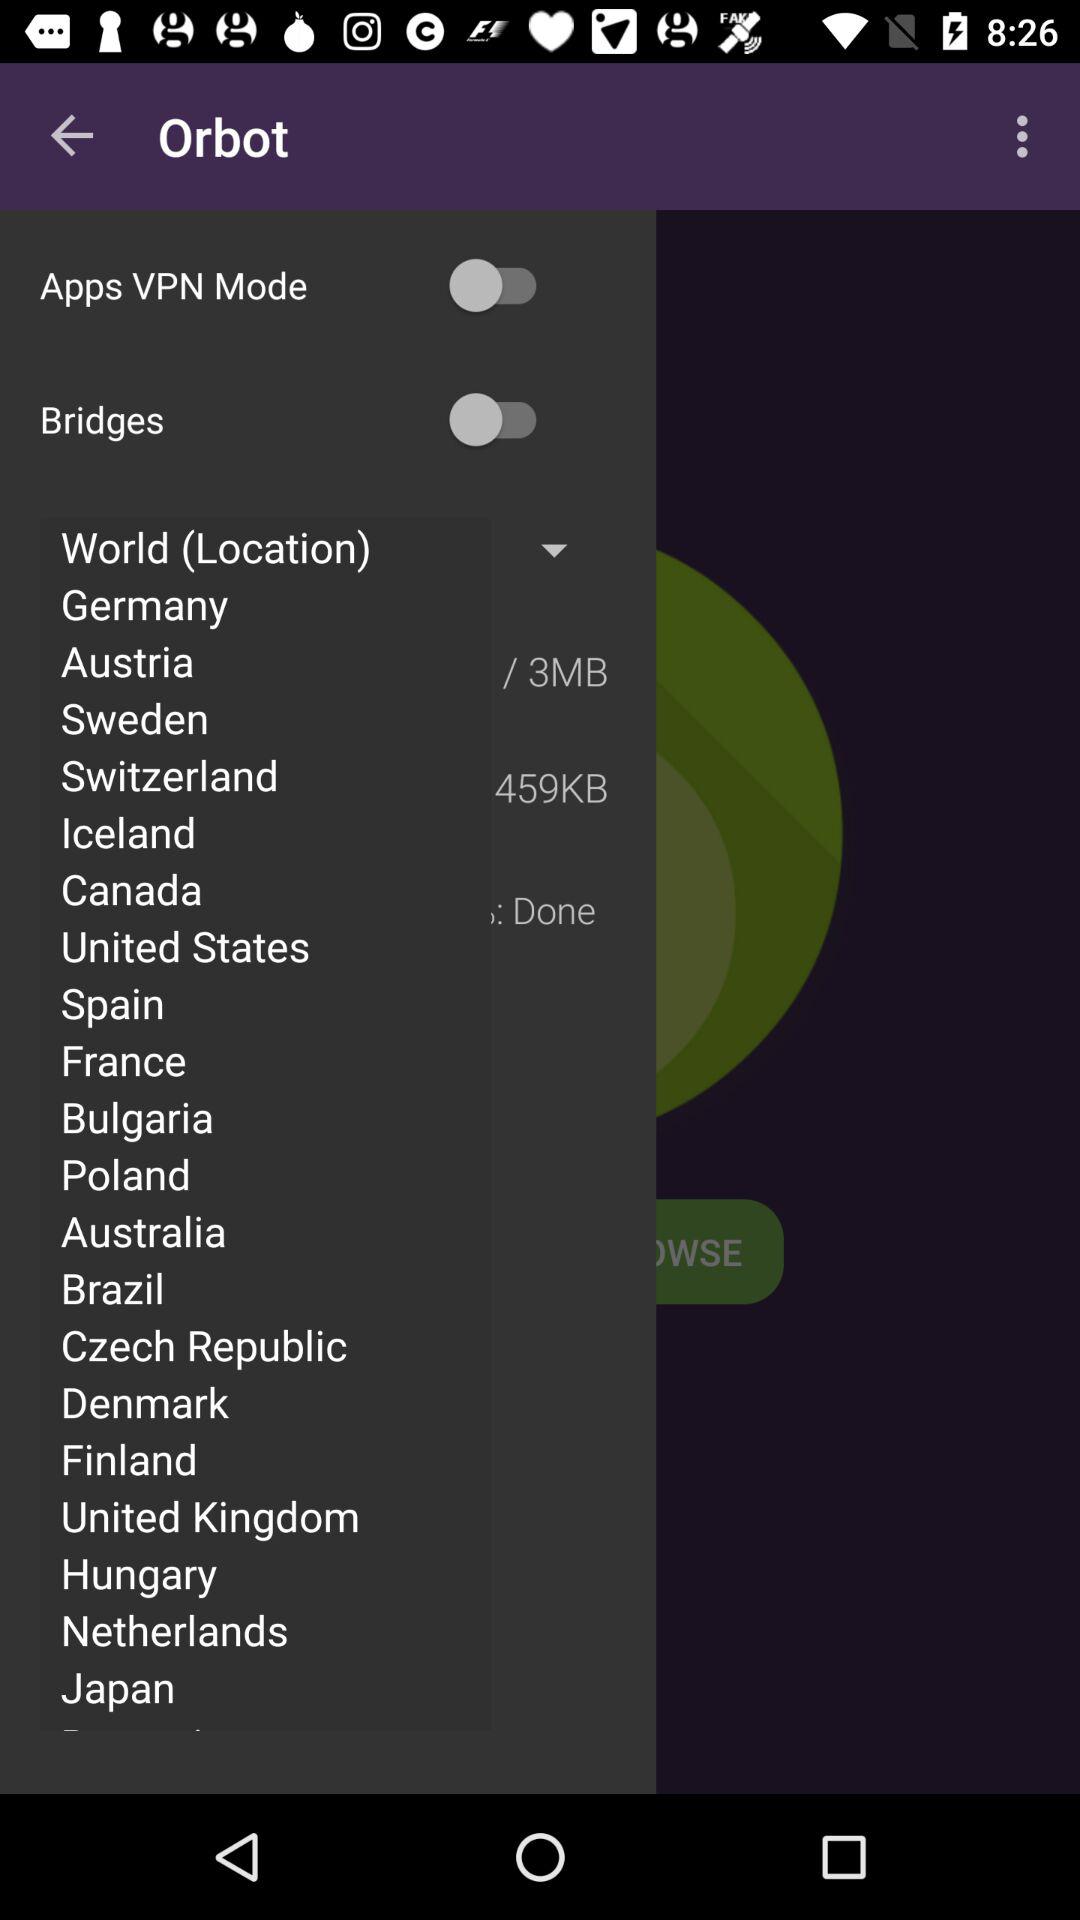 FAKE
8:26
Orbot
Apps VPN Mode
Bridges
World (Location)
Germany
Austria
/ 3MB
Sweden
Switzerland
459KB
Iceland
Canada
: Done
United States
Spain
France
Bulgaria
Poland
Australia
OWSE
Brazil
Czech Republic
Denmark
Finland
United Kingdom
Hungary
Netherlands
Japan